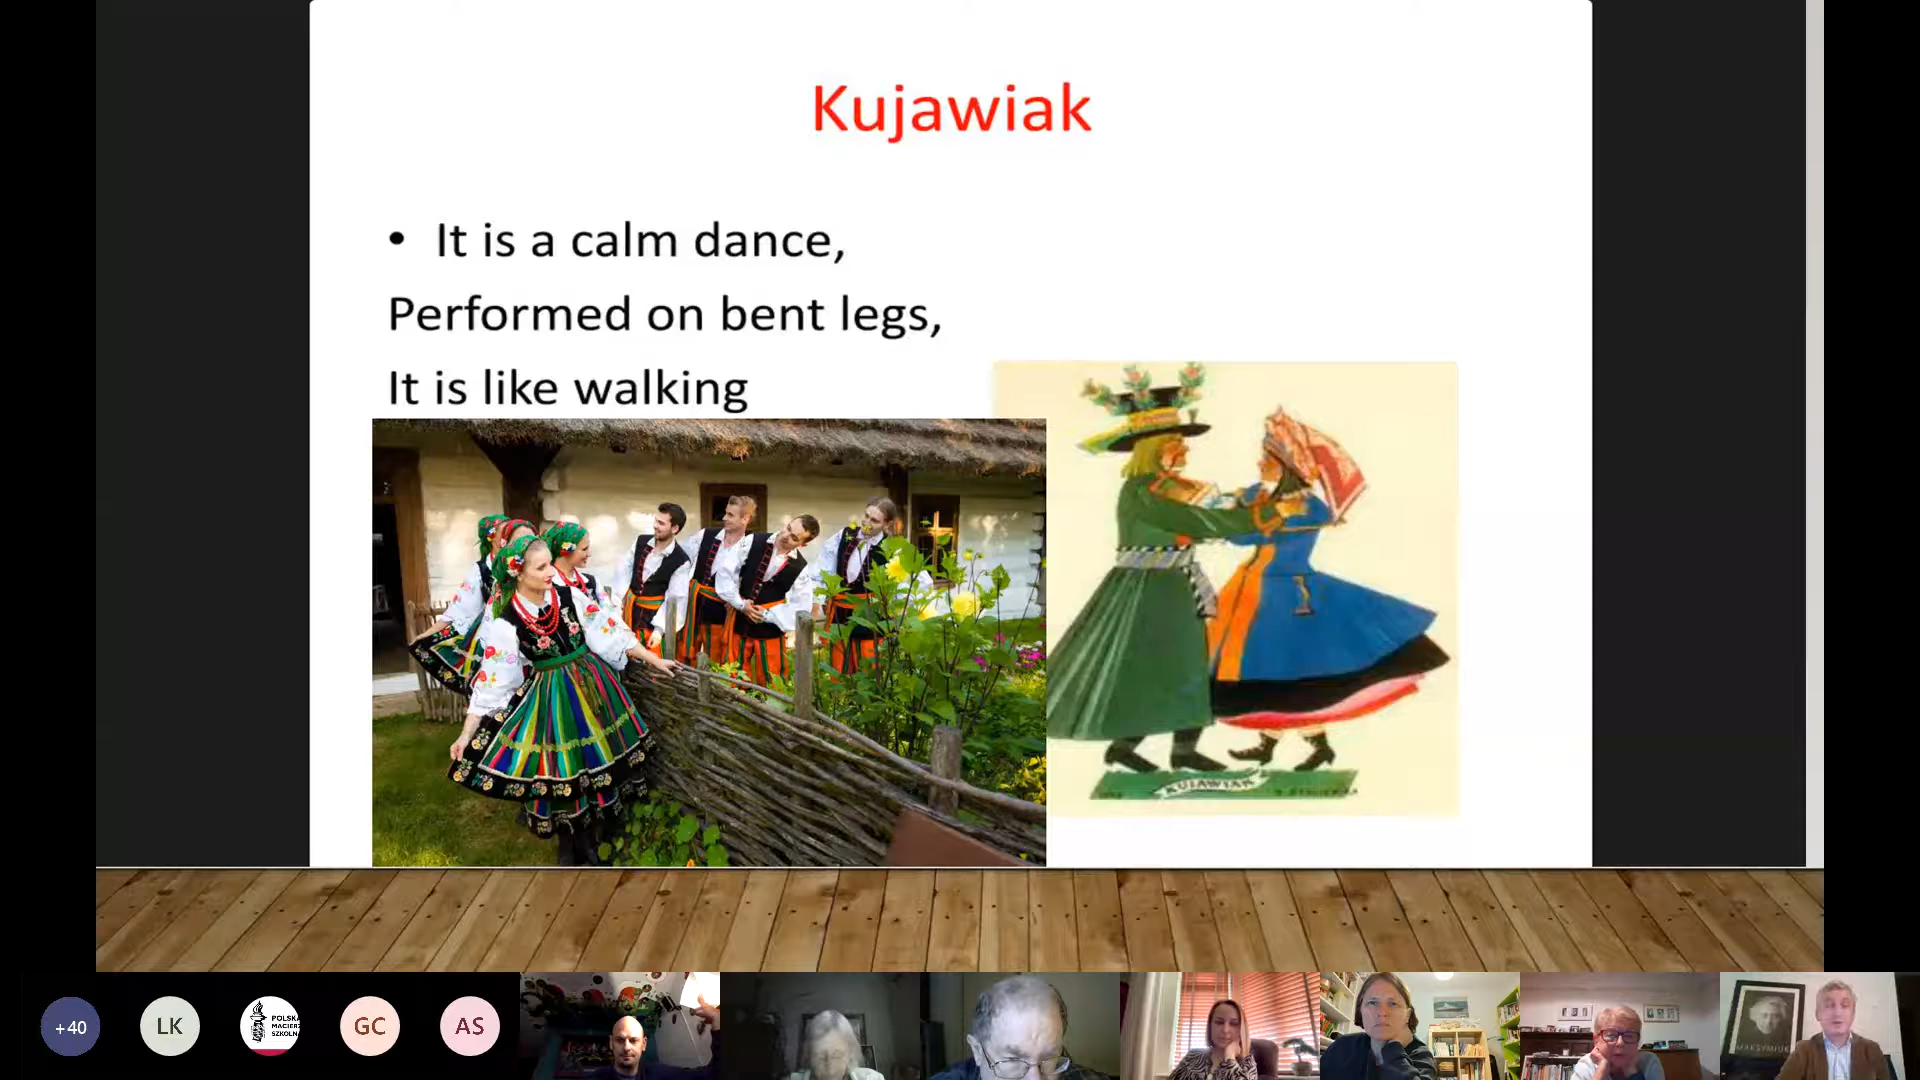 Kujawiak
• It is a calm dance,
Performed on bent legs,
It is like walking
KUJAWIAK
+40
LK
POLSKA
MACIERZ
SZKOLNA
GC
AS
MAKSYMIUK